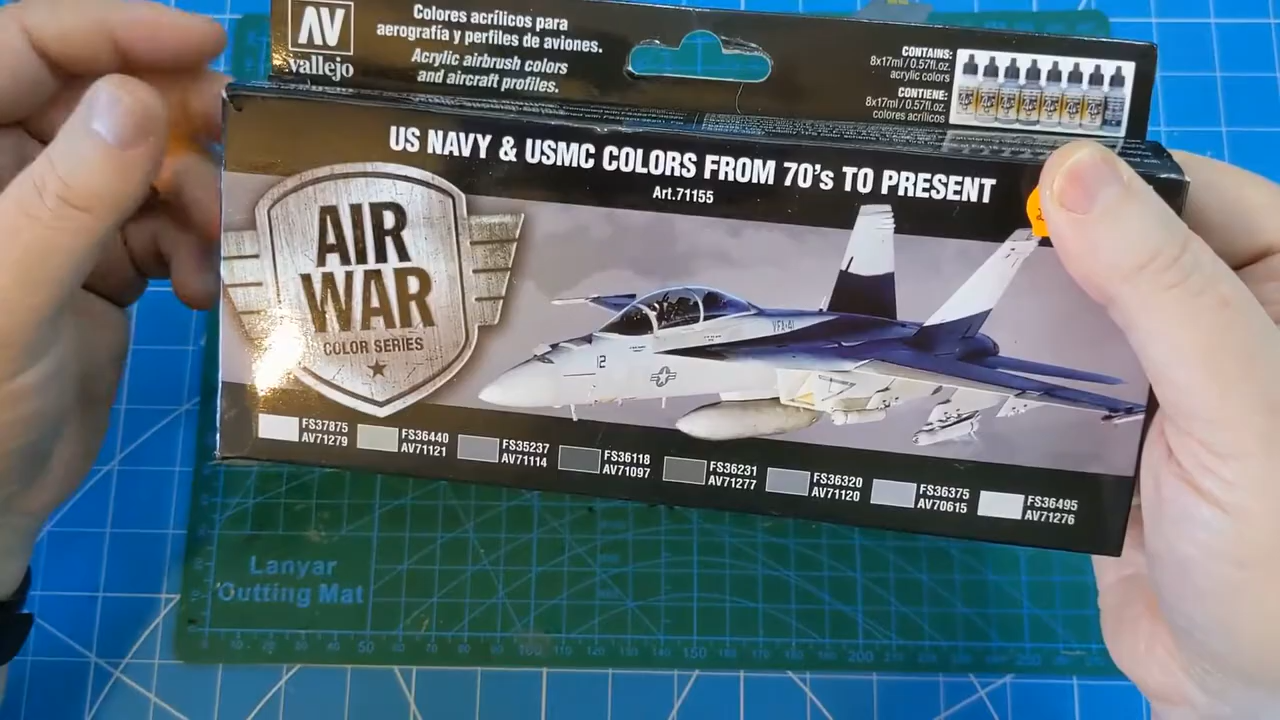 AV
vallejo
Colores acrílicos para
aerografía y perfiles de aviones.
Acrylic airbrush colors
and aircraft profiles.
CONTAINS:
8x17ml / 0.57fl.oz.
acrylic colors
CONTIENE:
8x17ml / 0.57fl.oz.
colores acrílicos
US NAVY & USMC COLORS FROM 70's TO PRESENT
Art.71155
AIR
WAR
COLOR SERIES
VFA-41
12
FS37875
AV71279
FS36440
AV71121
FS35237
AV71114
FS36118
AV71097
FS36231
AV71277
FS36320
AV71120
FS36375
AV70615
FS36495
AV71276
Lanyar
Cutting Mat